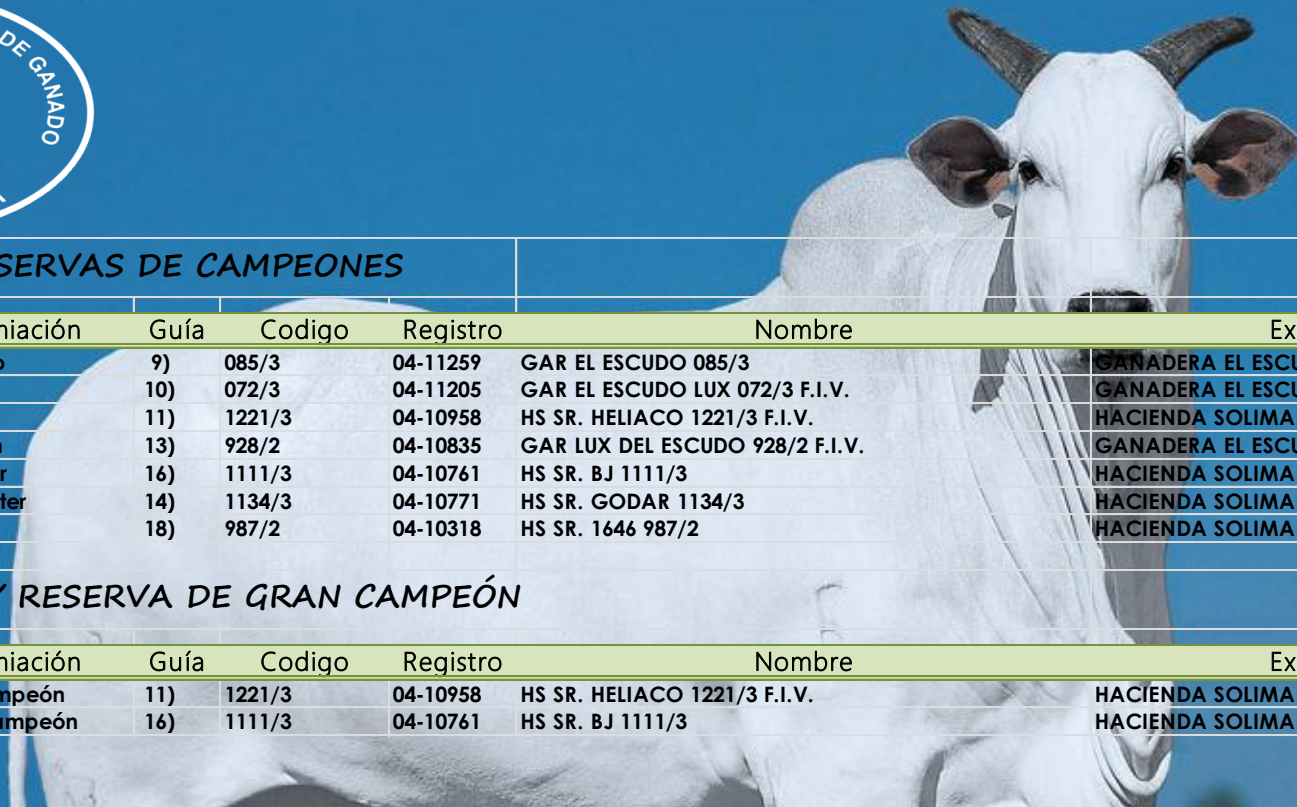 DE GANADO
SERVAS DE CAMPEONES
niación Guía Codigo Registro Nombre Ex
o 9) 085/3 04-11259 GAR EL ESCUDO 085/3 GANADERA EL ESCU
10) 072/3 04-11205 GAR EL ESCUDO LUX 072/3 F.I.V. GANADERA EL ESCU
11) 1221/3 04-10958 HS SR. HELIACO 1221/3 F.I.V. HACIENDA SOLIMA
13) 928/2 04-10835 GAR LUX DEL ESCUDO 928/2 F.I.V. GANADERA EL ESCU
r 16) 1111/3 04-10761 HS SR. BJ 1111/3 HACIENDA SOLIMA
ter 14) 1134/3 04-10771 HS SR. GODAR 1134/3 HACIENDA SOLIMA
18) 987/2 04-10318 HS SR. 1646 987/2 HACIENDA SOLIMA
Y RESERVA DE GRAN CAMPEÓN
niación Guía Codigo Registro Nombre Ex
mpeón 11) 1221/3 04-10958 HS SR. HELIACO 1221/3 F.I.V. HACIENDA SOLIMA
ampeón 16) 1111/3 04-10761 HS SR. BJ 1111/3 HACIENDA SOLIMA